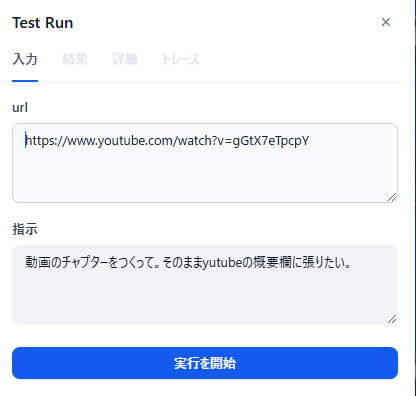 Test Run
入力 結果 詳細 トレース
url
https://www.youtube.com/watch?v=gGtX7eTpcpY
指示
動画のチャプターをつくって。そのままyutubeの概要欄に張りたい。
実行を開始